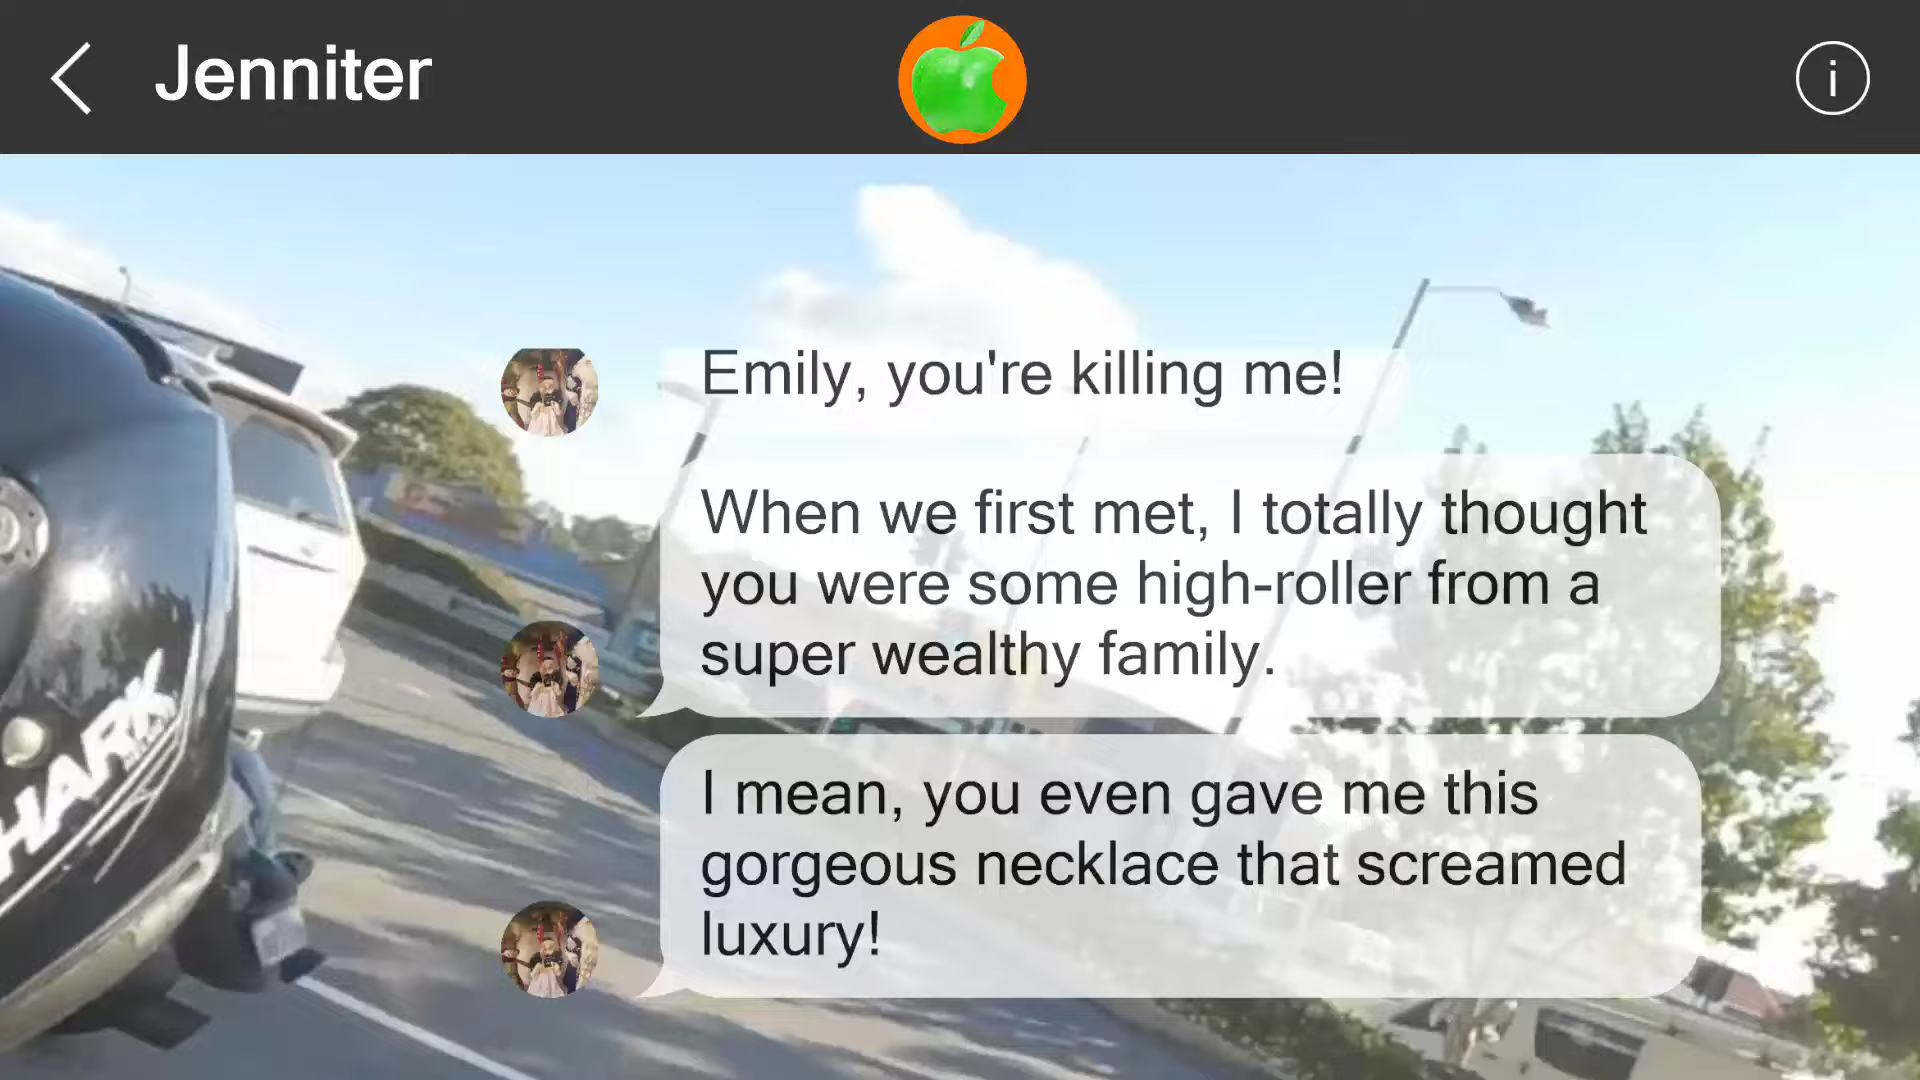 Jenniter
Emily, you're killing me!
When we first met, I totally thought
you were some high-roller from a
super wealthy family.
I mean, you even gave me this
gorgeous necklace that screamed
luxury!
HARK